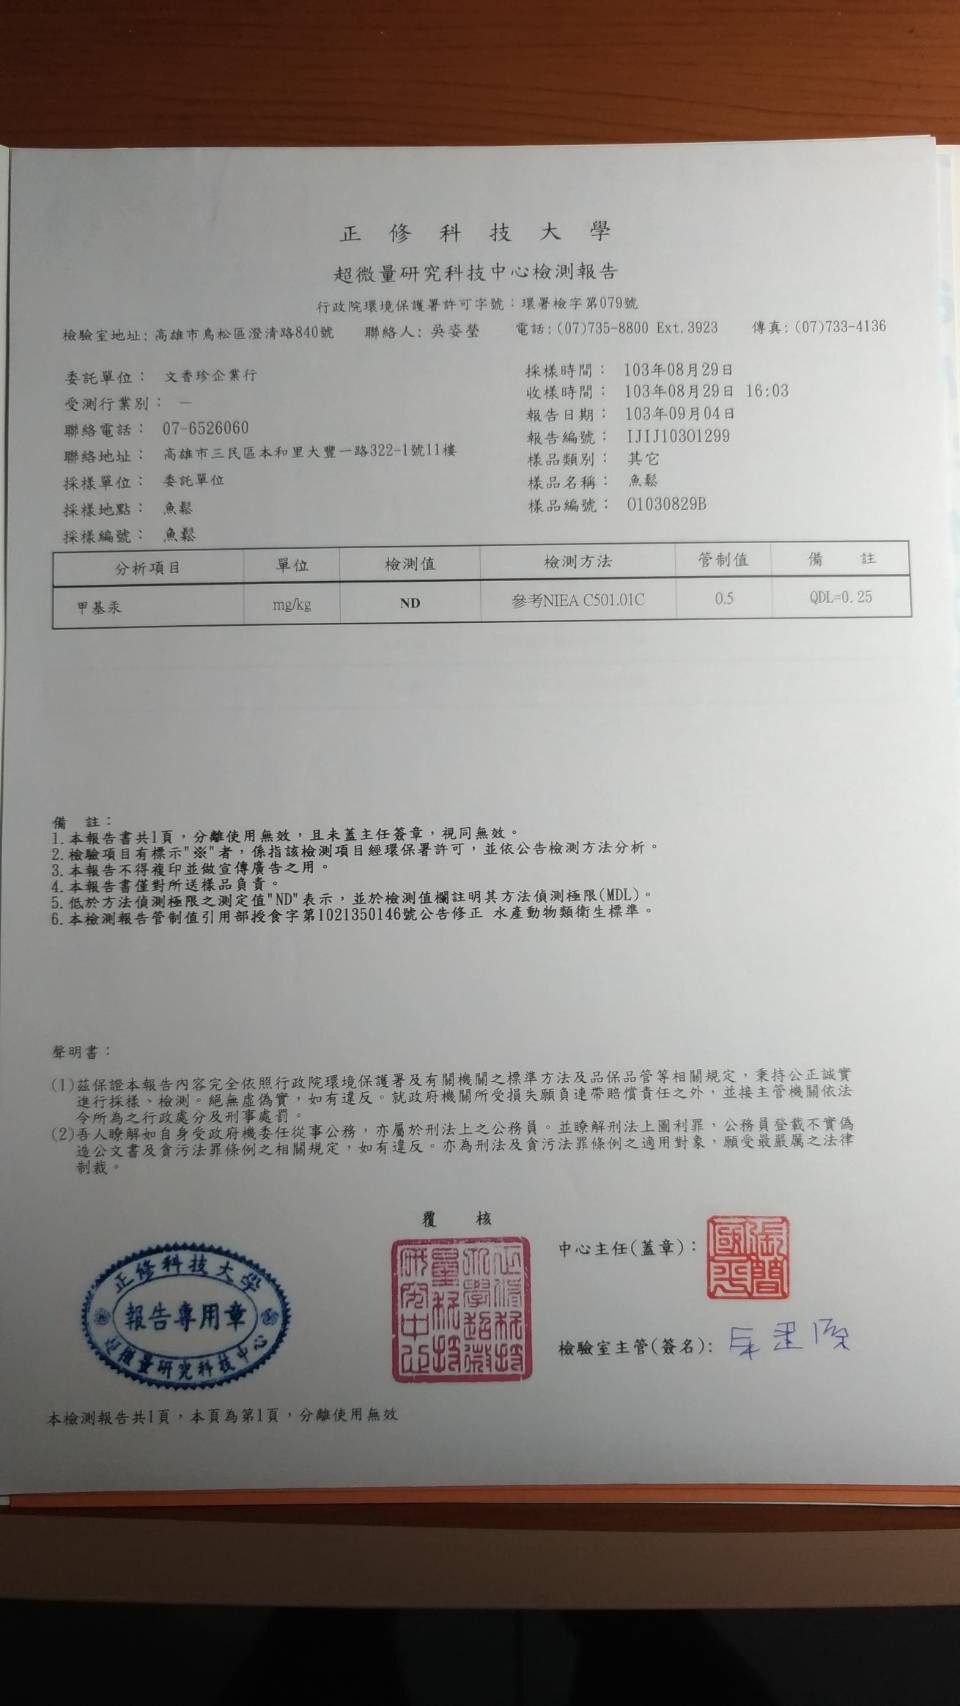 正修科技大學
超微量研究科技中心檢測報告
行政院環境保護署許可字號：環署檢字第079號
檢驗室地址：高雄市鳥松區澄清路840號 聯絡人：吳姿瑩 電話：(07)735-8800 Ext.3923 傳真：(07)733-4136
委託單位： 文香珍企業行
受測行業別： —
聯絡電話： 07-6526060
聯絡地址： 高雄市三民區本和里大豐一路322-1號11樓
採樣單位： 委託單位
採樣地點： 魚鬆
採樣編號： 魚鬆
採樣時間： 103年08月29日
收樣時間： 103年08月29日 16:03
報告日期： 103年09月04日
報告編號： IJIJ10301299
樣品類別： 其它
樣品名稱： 魚鬆
樣品編號： O1030829B
分析項目 單位 檢測值 檢測方法 管制值 備 註
甲基汞 mg/kg ND 參考NIEA C501.01C 0.5 QDL=0.25
備 註：
1.本報告書共1頁，分離使用無效，且未蓋主任簽章，視同無效。
2.檢驗項目有標示"※"者，係指該檢測項目經環保署許可，並依公告檢測方法分析。
3.本報告不得複印並做宣傳廣告之用。
4.本報告書僅對所送樣品負責。
5.低於方法偵測極限之測定值"ND"表示，並於檢測值欄註明其方法偵測極限(MDL)。
6.本檢測報告管制值引用部授食字第1021350146號公告修正 水產動物類衛生標準。
聲明書：
(1)茲保證本報告內容完全依照行政院環境保護署及有關機關之標準方法及品保品管等相關規定，秉持公正誠實
進行採樣、檢測。絕無虛偽實，如有違反。就政府機關所受損失願負連帶賠償責任之外，並接主管機關依法
令所為之行政處分及刑事處罰。
(2)吾人瞭解如自身受政府機委任從事公務，亦屬於刑法上之公務員。並瞭解刑法上圖利罪，公務員登載不實偽
造公文書及貪污法罪條例之相關規定，如有違反。亦為刑法及貪污法罪條例之適用對象，願受最嚴厲之法律
制裁。
覆 核
正修科技大學
報告專用章
超微量研究科技中心
正修科技大學超微量科技研究中心
中心主任(蓋章)：
檢驗室主管(簽名)：
本檢測報告共1頁，本頁為第1頁，分離使用無效